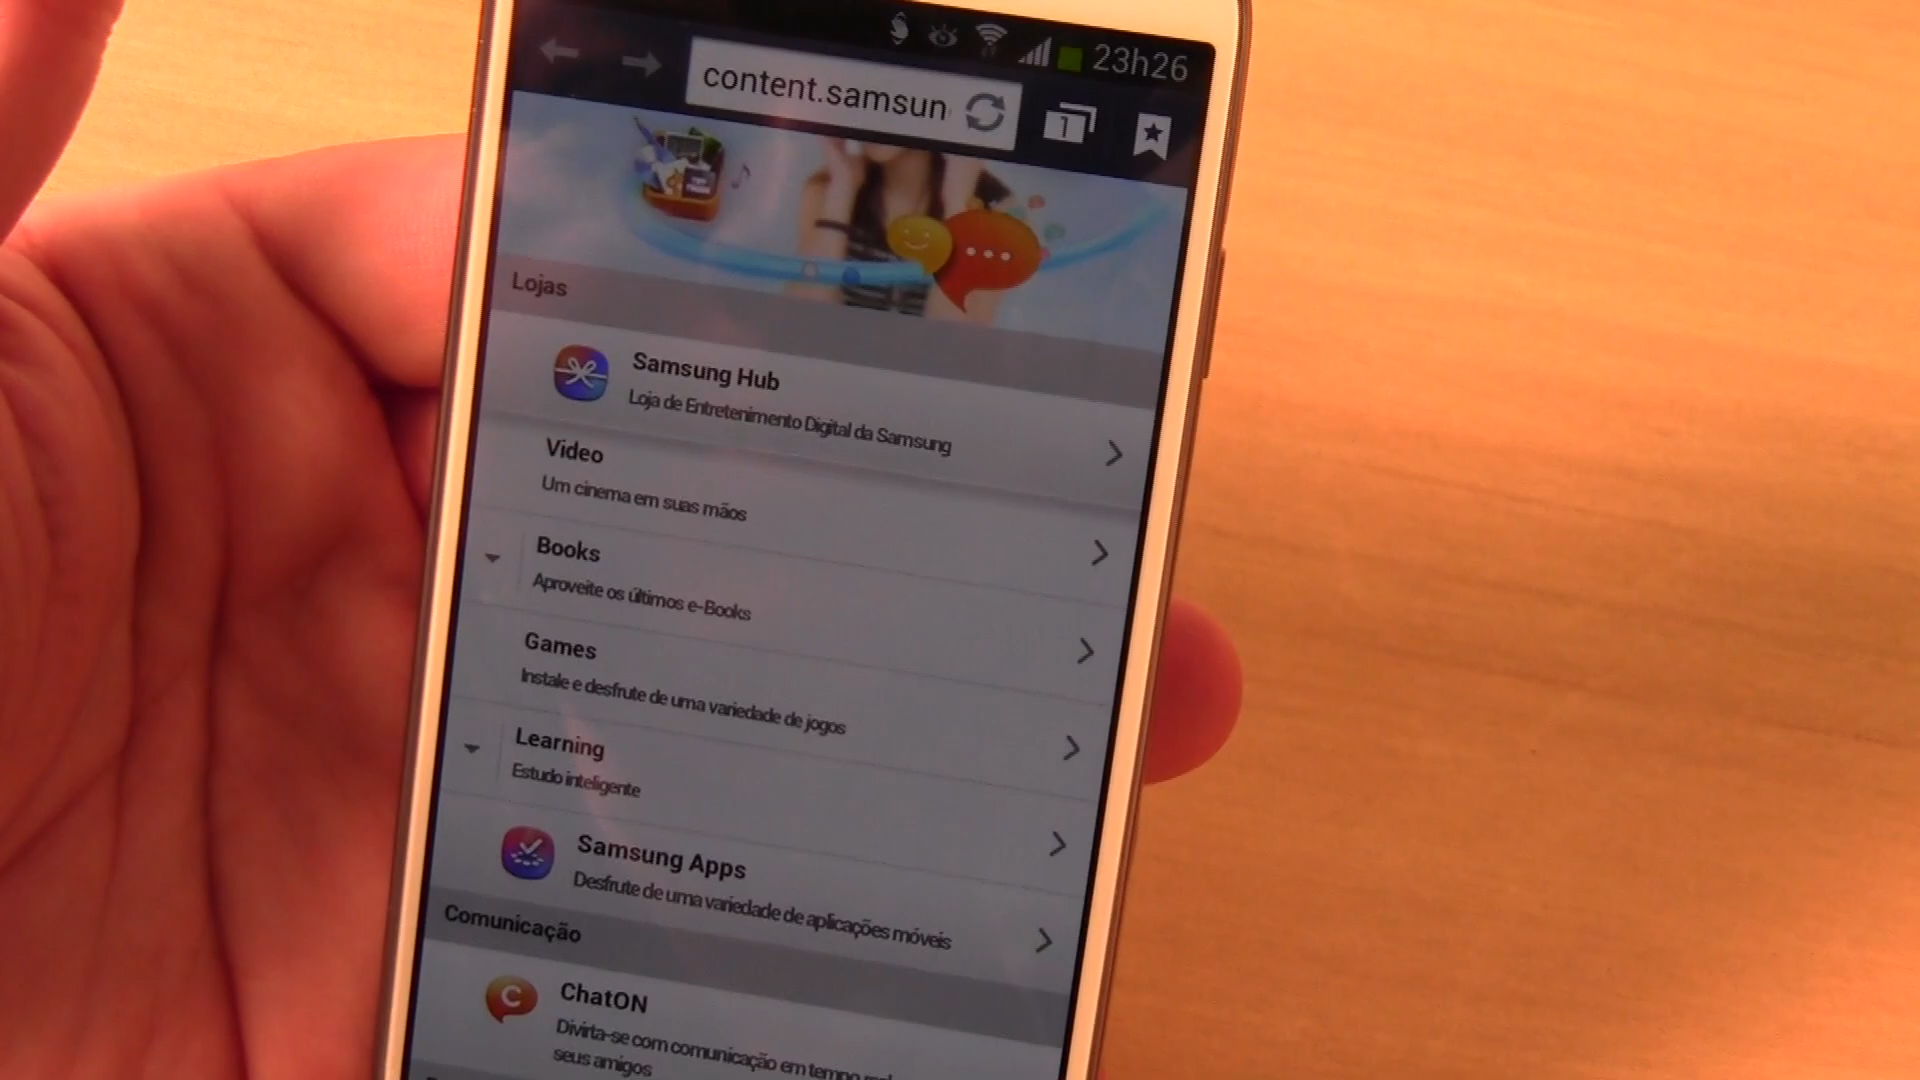 23h26
content.samsun
1
Lojas
Samsung Hub
Loja de Entretenimento Digital da Samsung
Video
Um cinema em suas mãos
Books
Aproveite os últimos e-Books
Games
Instale e desfrute de uma variedade de jogos
Learning
Estudo inteligente
Samsung Apps
Desfrute de uma variedade de aplicações móveis
Comunicação
ChatON
Divirta-se com comunicação em tempo
seus amigos